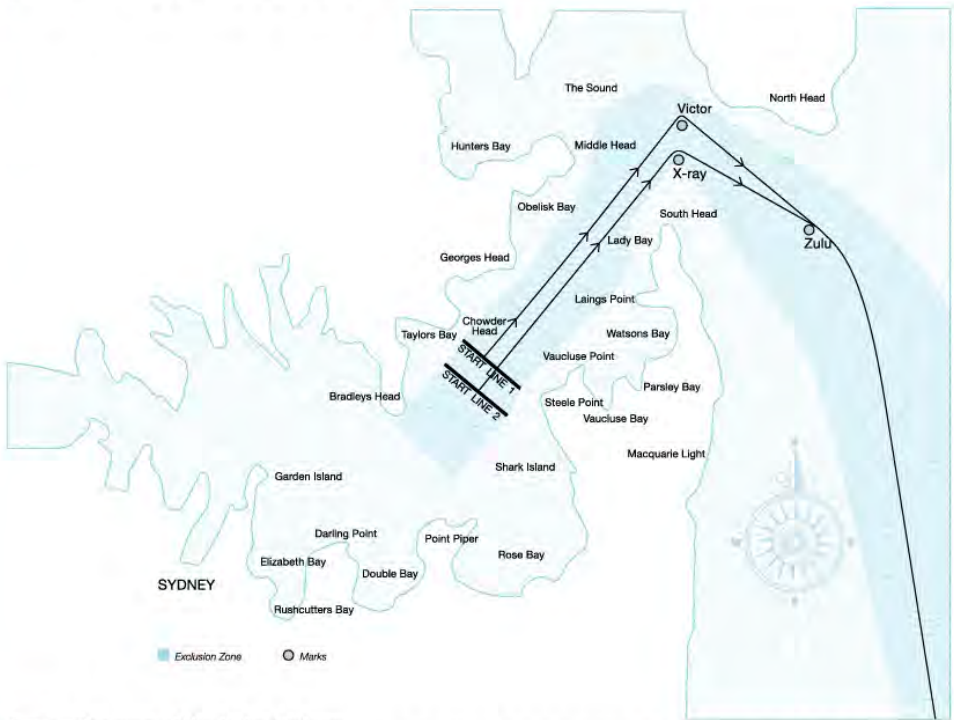 The Sound
North Head
Victor
Hunters Bay
Middle Head
X-ray
Obelisk Bay
South Head
Zulu
Lady Bay
Georges Head
Laings Point
Chowder
Head
Taylors Bay
Watsons Bay
START LINE 1
Vaucluse Point
START LINE 2
Parsley Bay
Bradleys Head
Steele Point
Vaucluse Bay
Macquarie Light
Shark Island
Garden Island
Darling Point
Point Piper
Rose Bay
Elizabeth Bay
Double Bay
SYDNEY
Rushcutters Bay
Exclusion Zone
Marks